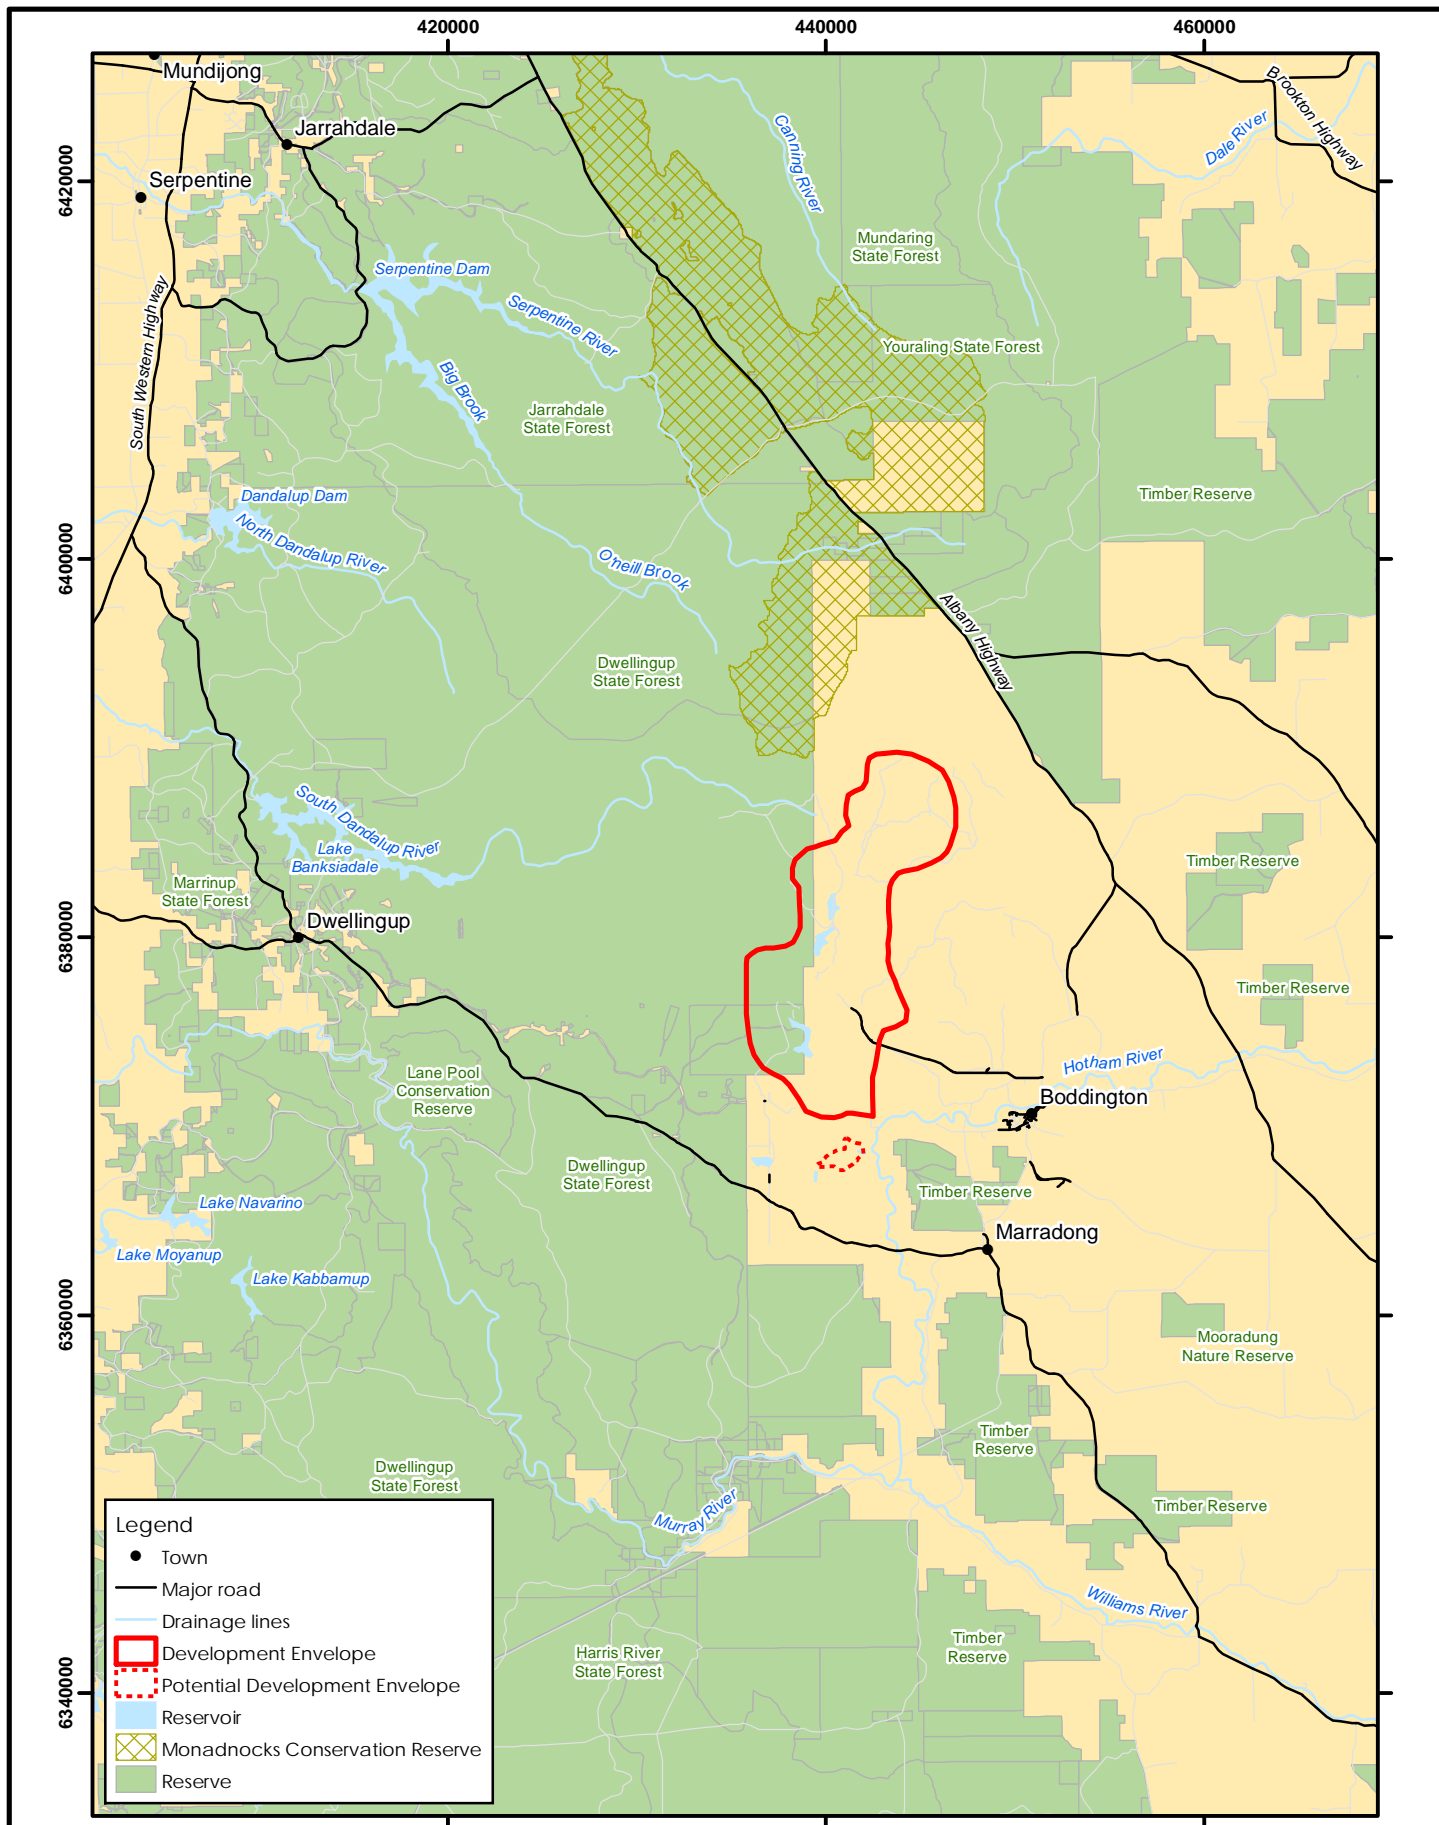 420000
440000
460000
Mundijong
Brookton Highway
Jarrahdale
Canning River
Dale River
6420000
Serpentine
Mundaring
State Forest
Serpentine Dam
Serpentine River
South Western Highway
Youraling State Forest
Big Brook
Jarrahdale
State Forest
Dandalup Dam
Timber Reserve
North Dandalup River
6400000
O'neill Brook
Albany Highway
Dwellingup
State Forest
South Dandalup River
Lake
Banksiadale
Timber Reserve
Marrinup
State Forest
Dwellingup
6380000
Timber Reserve
Hotham River
Lane Pool
Conservation
Reserve
Boddington
Dwellingup
State Forest
Timber Reserve
Lake Navarino
Marradong
Lake Moyanup
Lake Kabbamup
6360000
Mooradung
Nature Reserve
Timber
Reserve
Dwellingup
State Forest
Timber Reserve
Murray River
Williams River
Harris River
State Forest
Timber
Reserve
6340000
Legend
Town
Major road
Drainage lines
Development Envelope
Potential Development Envelope
Reservoir
Monadnocks Conservation Reserve
Reserve